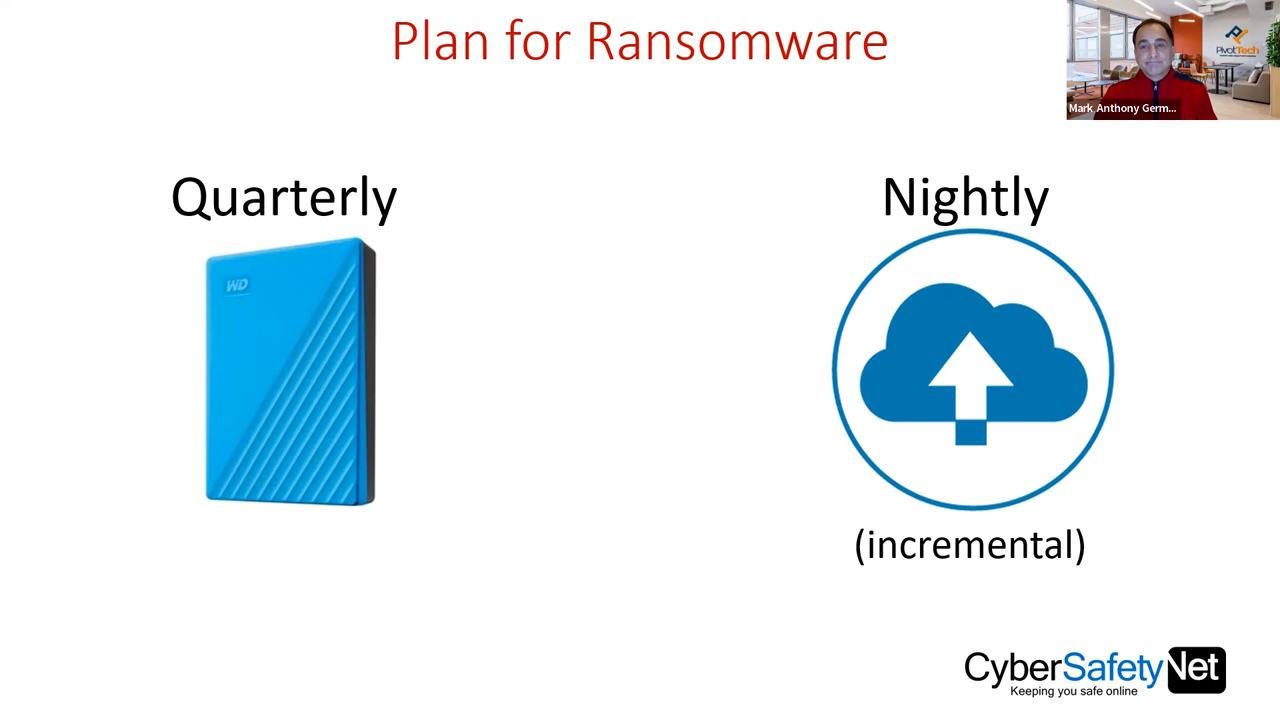 Plan for Ransomware
PivotTech
Mark Anthony Germ...
Quarterly
Nightly
WD
(incremental)
CyberSafetyNet
Keeping you safe online